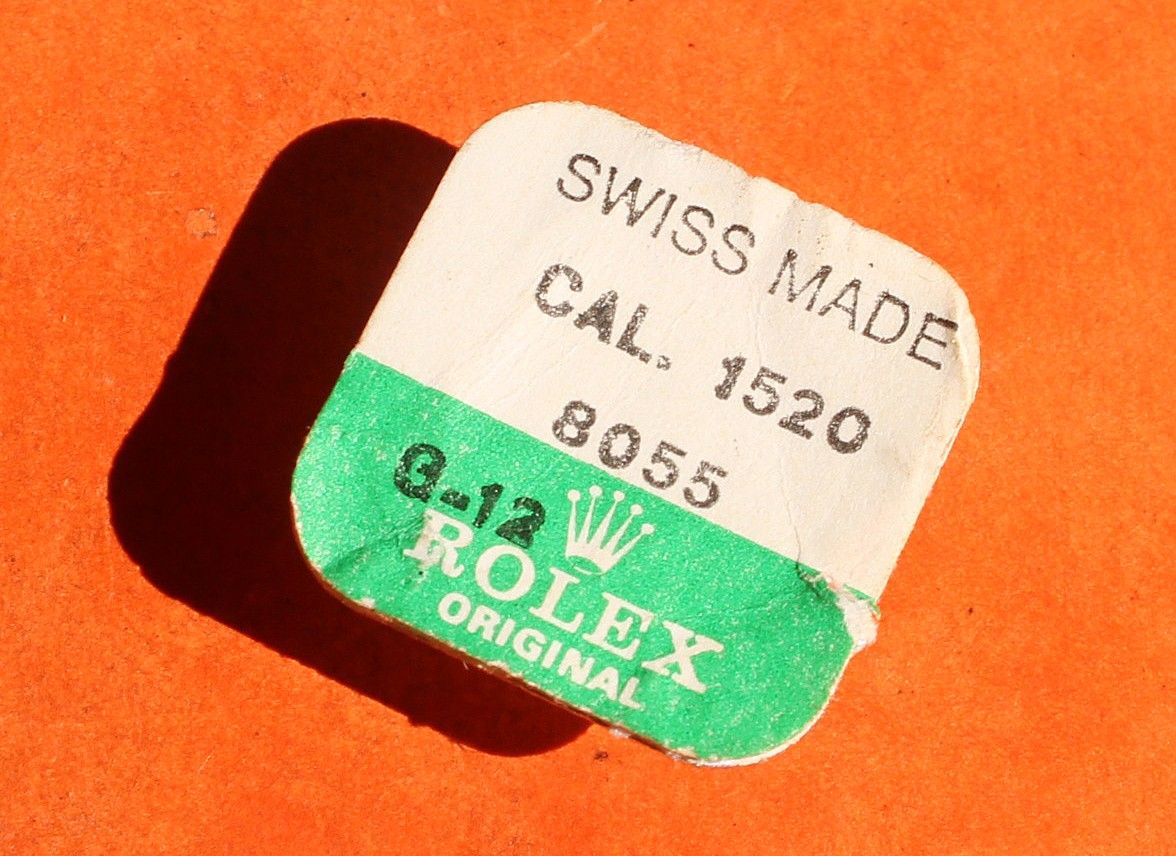 SWISS MADE
CAL. 1520
8055
G-12
ROLEX
ORIGINAL